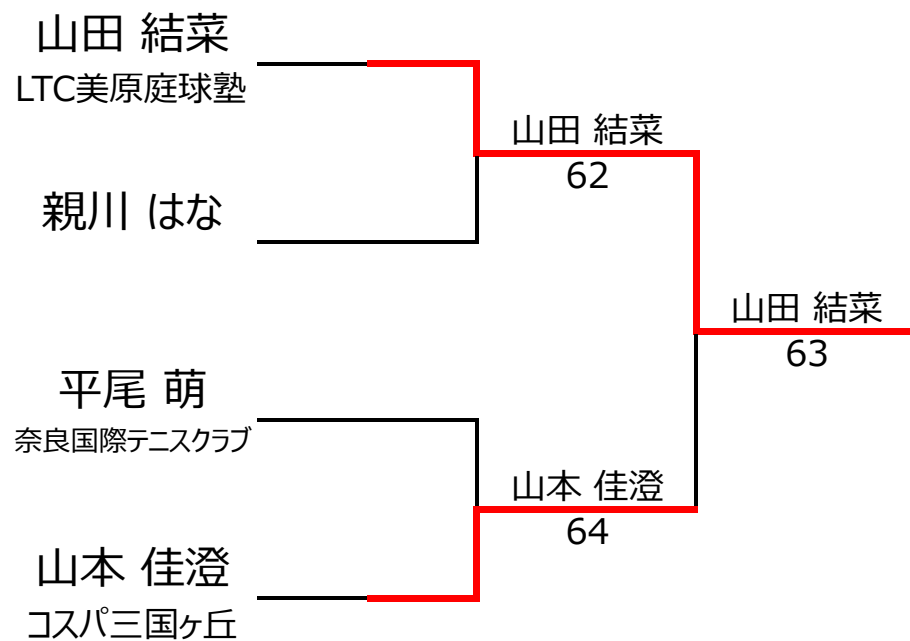 山田 結菜
LTC美原庭球塾
親川 はな
平尾 萌
奈良国際テニスクラブ
山本 佳澄
コスパ三国ヶ丘
山田 結菜
62
山本 佳澄
64
山田 結菜
63